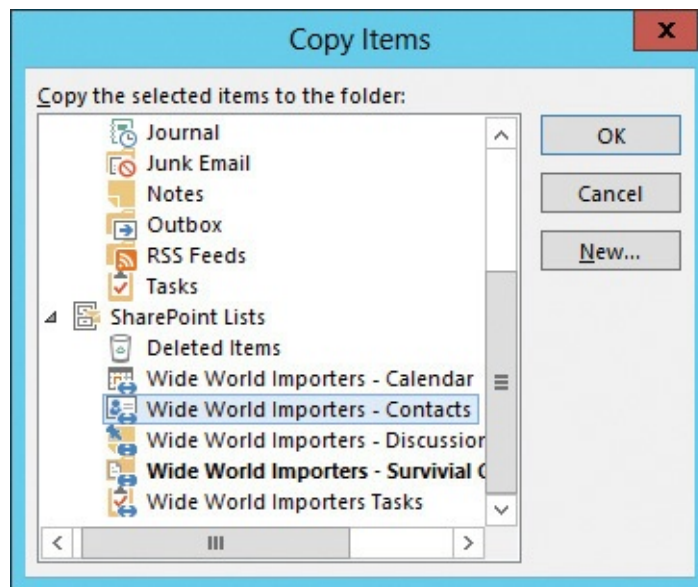 Copy Items
x
Copy the selected items to the folder:
Journal
Junk Email
Notes
Outbox
RSS Feeds
Tasks
SharePoint Lists
Deleted Items
Wide World Importers - Calendar
Wide World Importers - Contacts
Wide World Importers - Discussion
Wide World Importers - Survivial
Wide World Importers Tasks
OK
Cancel
New...